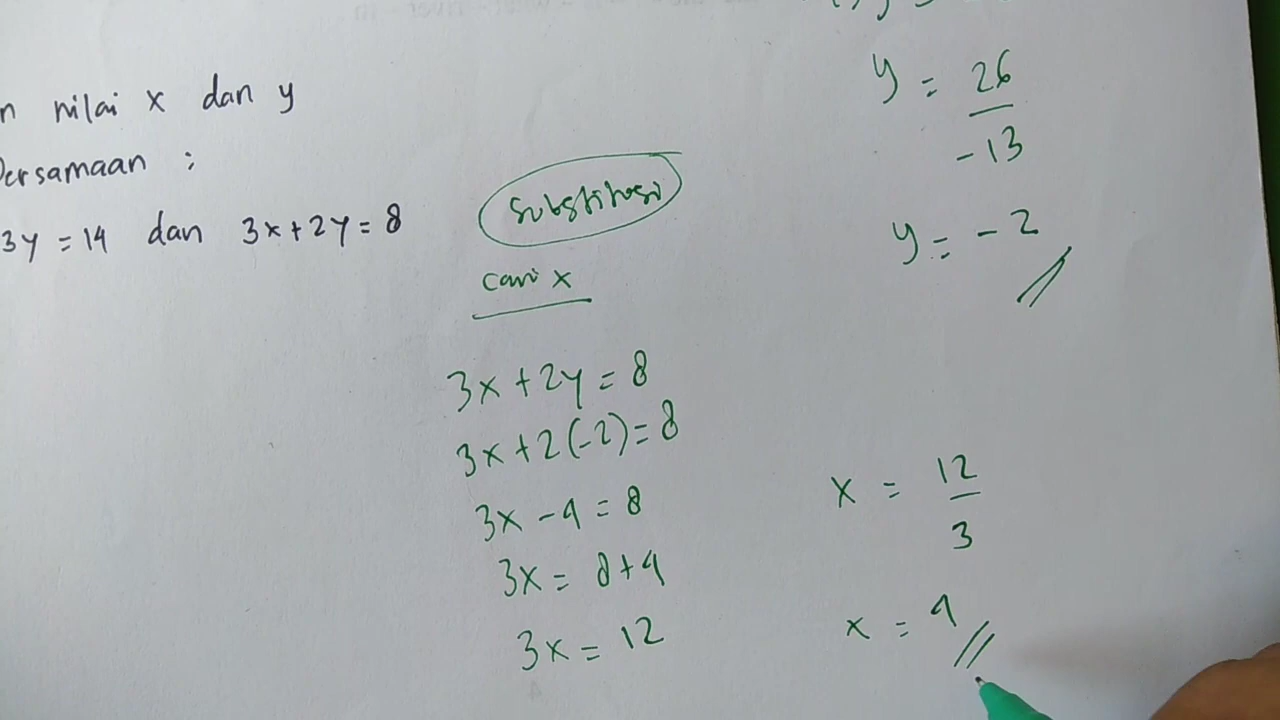 n nilai x dan y
Persamaan :
3y = 14 dan 3x + 2y = 8
Substitusi
Cari x
3x + 2y = 8
3x + 2(-2) = 8
3x - 4 = 8
3x = 8 + 4
3x = 12
y = 26/-13
y = -2
x = 12/3
x = 4